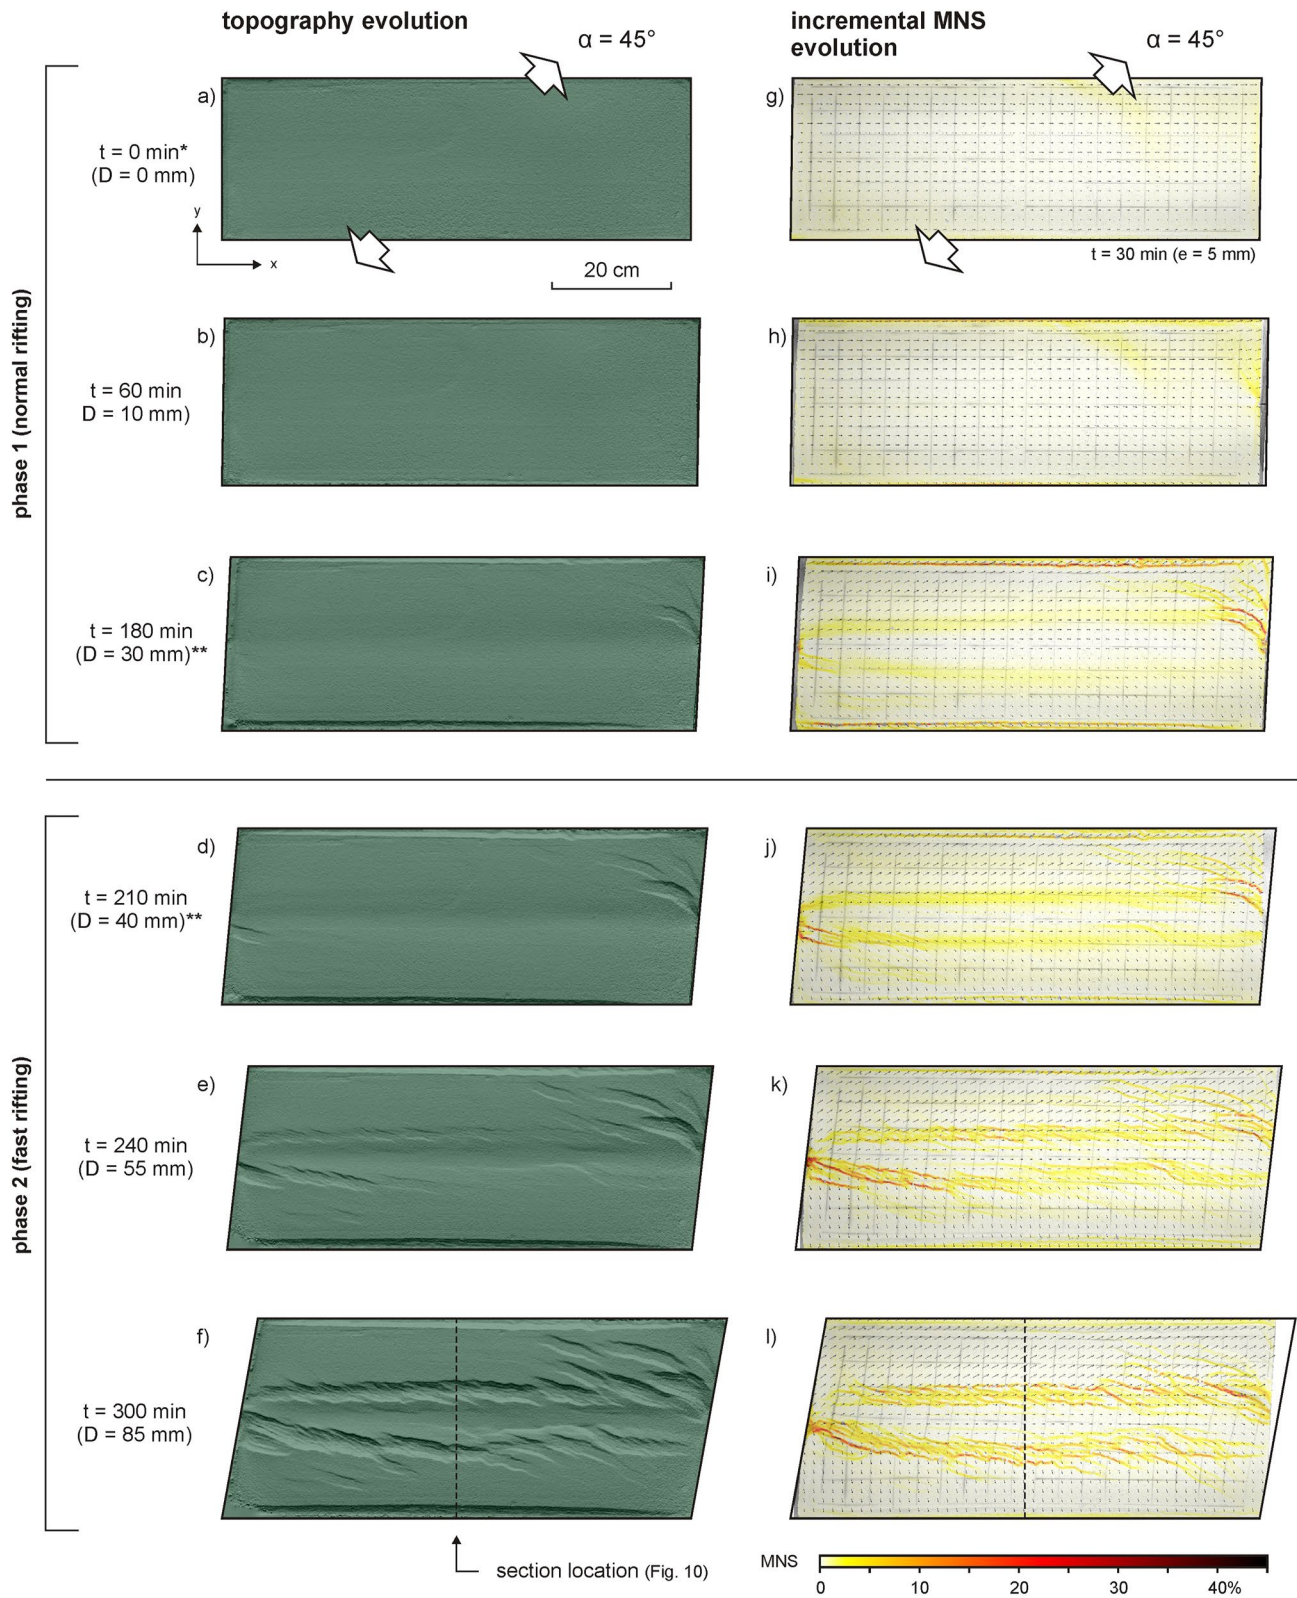 topography evolution
incremental MNS
evolution
α = 45°
α = 45°
phase 1 (normal rifting)
a)
t = 0 min*
(D = 0 mm)
y
x
20 cm
g)
t = 30 min (e = 5 mm)
b)
t = 60 min
D = 10 mm)
h)
c)
t = 180 min
(D = 30 mm)**
i)
phase 2 (fast rifting)
d)
t = 210 min
(D = 40 mm)**
j)
e)
t = 240 min
(D = 55 mm)
k)
f)
t = 300 min
(D = 85 mm)
l)
section location (Fig. 10)
MNS
0 10 20 30 40%